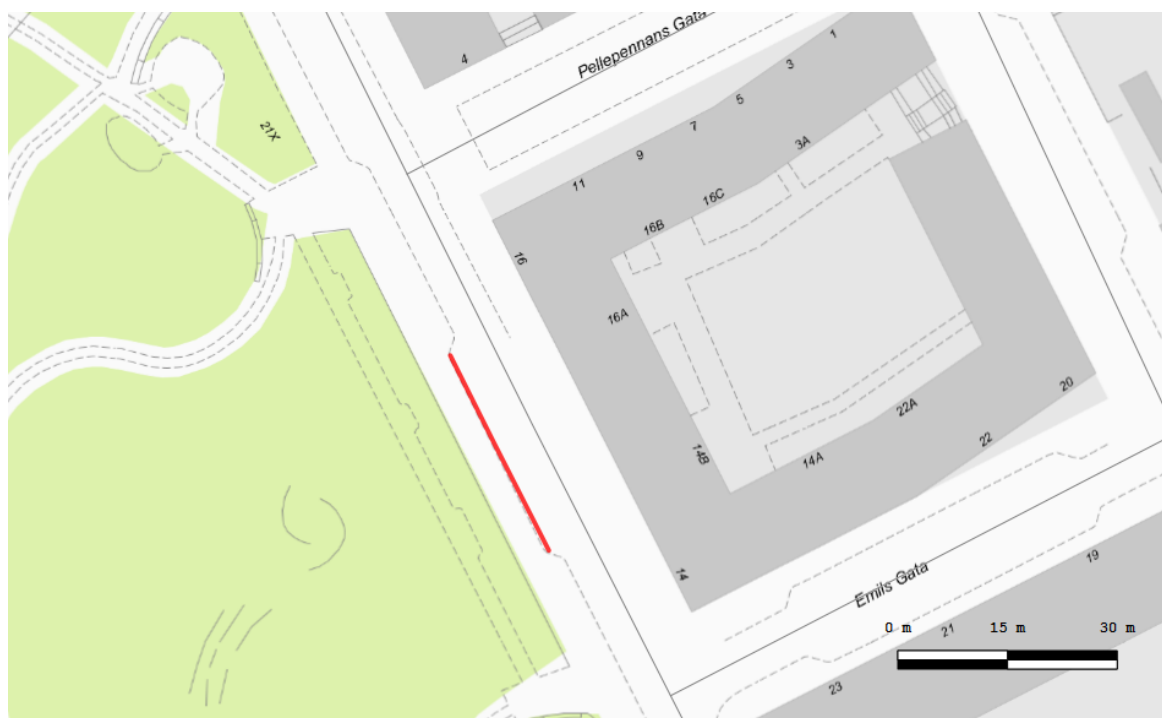 Pellepennans Gata
4
1
3
5
7
9
11
21X
3A
16C
16B
16
16A
14B
14A
22A
22
20
14
Emils Gata
19
21
23
0 m 15 m 30 m